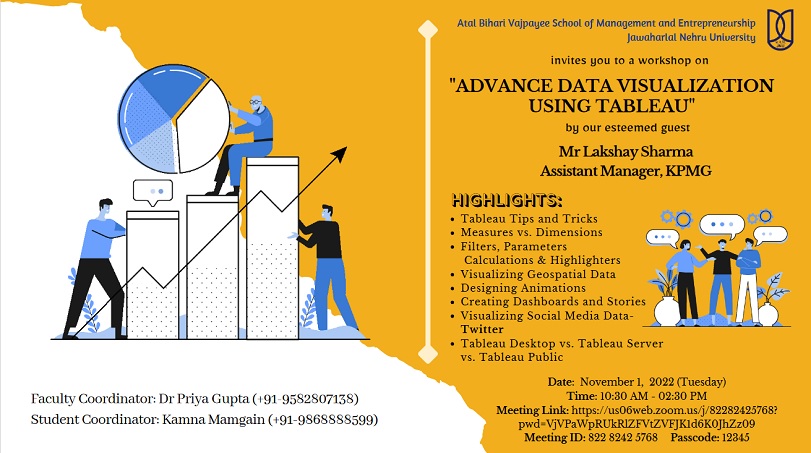 Atal Bihari Vajpayee School of Management and Entrepreneurship
Jawaharlal Nehru University
invites you to a workshop on
"ADVANCE DATA VISUALIZATION
USING TABLEAU"
by our esteemed guest
Mr Lakshay Sharma
Assistant Manager, KPMG
HIGHLIGHTS:
• Tableau Tips and Tricks
• Measures vs. Dimensions
• Filters, Parameters
Calculations & Highlighters
• Visualizing Geospatial Data
• Designing Animations
• Creating Dashboards and Stories
• Visualizing Social Media Data-
Twitter
• Tableau Desktop vs. Tableau Server
vs. Tableau Public
Date: November 1, 2022 (Tuesday)
Time: 10:30 AM - 02:30 PM
Meeting Link: https://us06web.zoom.us/j/82282425768?
pwd=VjVPaWpRUkRlZFVtZVFJK1d6K0JhZz09
Meeting ID: 822 8242 5768 Passcode: 12345
Faculty Coordinator: Dr Priya Gupta (+91-9582807138)
Student Coordinator: Kamna Mamgain (+91-9868888599)